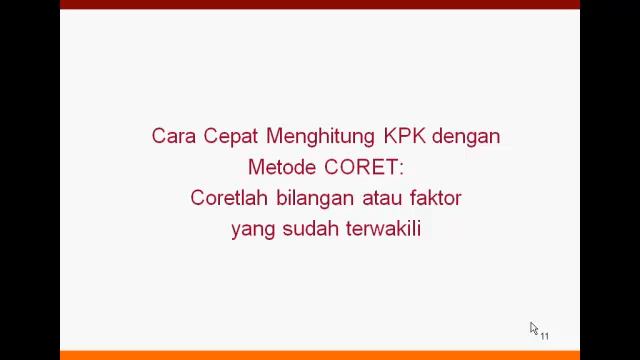 Cara Cepat Menghitung KPK dengan
Metode CORET:
Coretlah bilangan atau faktor
yang sudah terwakili
11